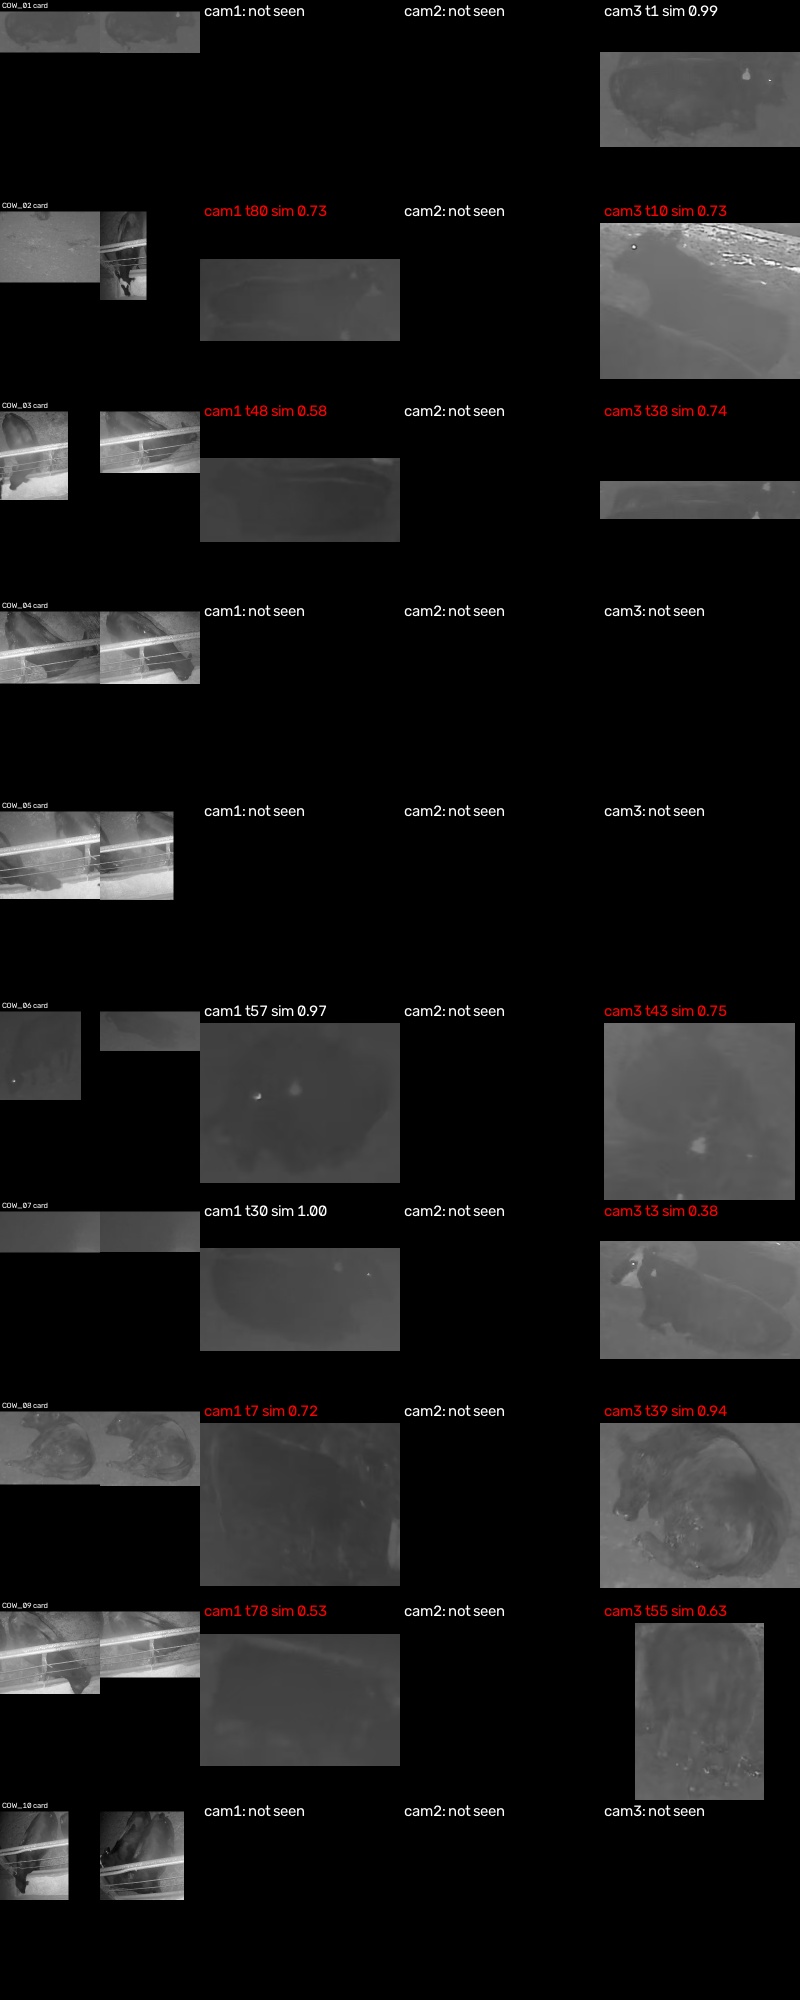 COW_01 card
cam1: not seen
cam2: not seen
cam3 t1 sim 0.99
COW_02 card
cam1 t80 sim 0.73
cam2: not seen
cam3 t10 sim 0.73
COW_03 card
cam1 t48 sim 0.58
cam2: not seen
cam3 t38 sim 0.74
COW_04 card
cam1: not seen
cam2: not seen
cam3: not seen
COW_05 card
cam1: not seen
cam2: not seen
cam3: not seen
COW_06 card
cam1 t57 sim 0.97
cam2: not seen
cam3 t43 sim 0.75
COW_07 card
cam1 t30 sim 1.00
cam2: not seen
cam3 t3 sim 0.38
COW_08 card
cam1 t7 sim 0.72
cam2: not seen
cam3 t39 sim 0.94
COW_09 card
cam1 t78 sim 0.53
cam2: not seen
cam3 t55 sim 0.63
COW_10 card
cam1: not seen
cam2: not seen
cam3: not seen